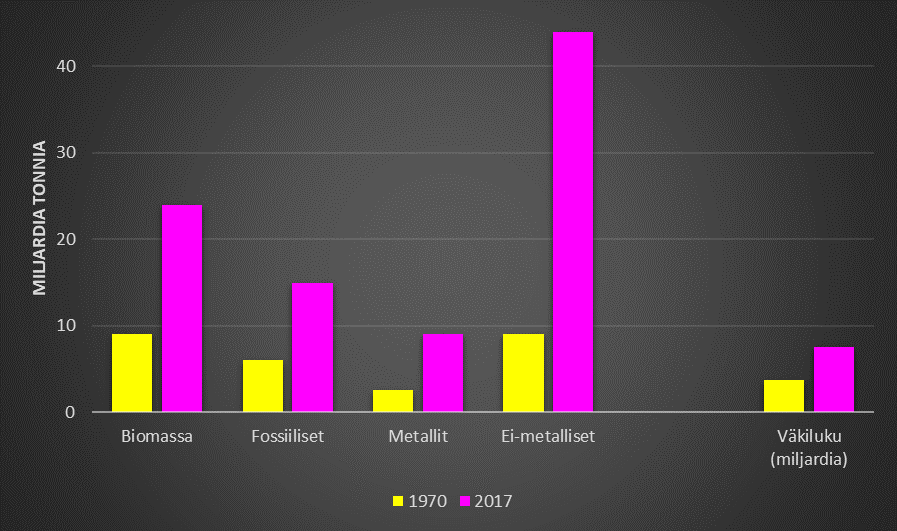 MILJARDIA TONNIA
40
30
20
10
0
Biomassa
Fossiiliset
Metallit
Ei-metalliset
Väkiluku
(miljardia)
1970
2017